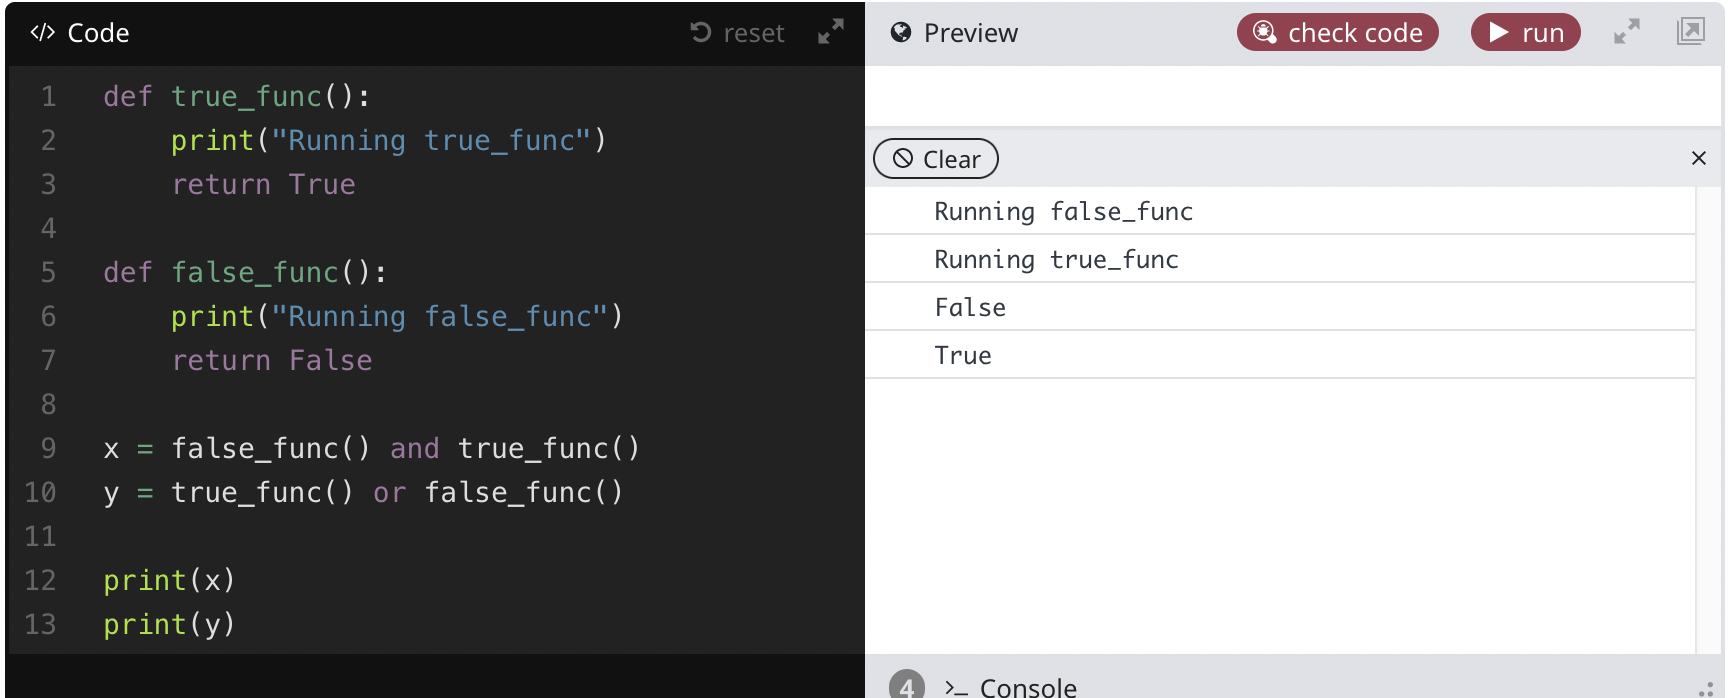 </> Code
reset
1 def true_func():
2     print("Running true_func")
3     return True
4
5 def false_func():
6     print("Running false_func")
7     return False
8
9 x = false_func() and true_func()
10 y = true_func() or false_func()
11
12 print(x)
13 print(y)
Preview
check code
run
Clear
Running false_func
Running true_func
False
True
4 >_ Console